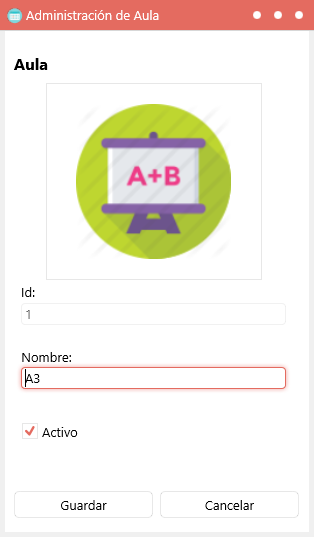 Administración de Aula
Aula
A+B
Id:
1
Nombre:
A3
Activo
Guardar
Cancelar